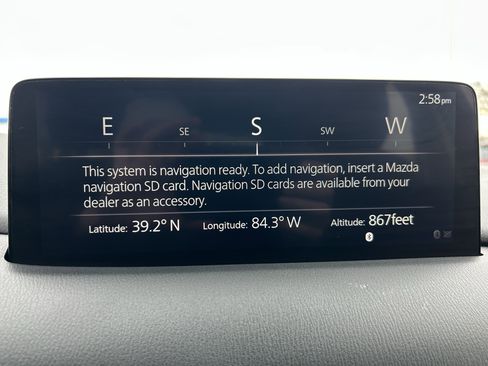 2:58pm
E SE S SW W
This system is navigation ready. To add navigation, insert a Mazda
navigation SD card. Navigation SD cards are available from your
dealer as an accessory.
Latitude: 39.2° N Longitude: 84.3° W Altitude: 867feet